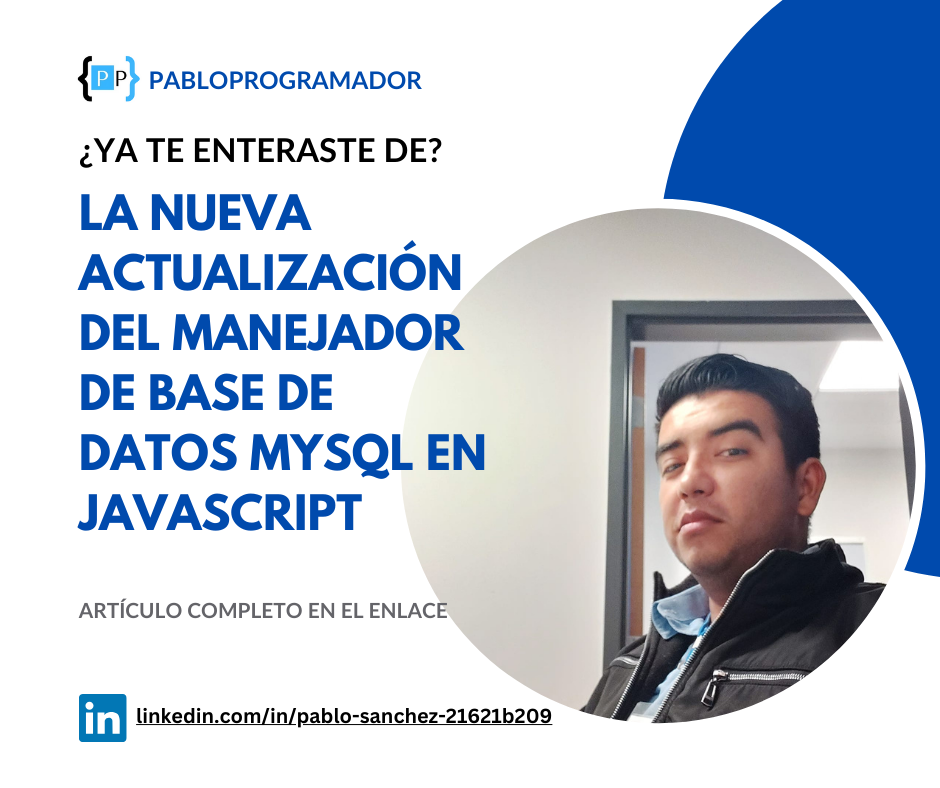 {PP} PABLOPROGRAMADOR
¿YA TE ENTERASTE DE?
LA NUEVA
ACTUALIZACIÓN
DEL MANEJADOR
DE BASE DE
DATOS MYSQL EN
JAVASCRIPT
ARTÍCULO COMPLETO EN EL ENLACE
in linkedin.com/in/pablo-sanchez-21621b209